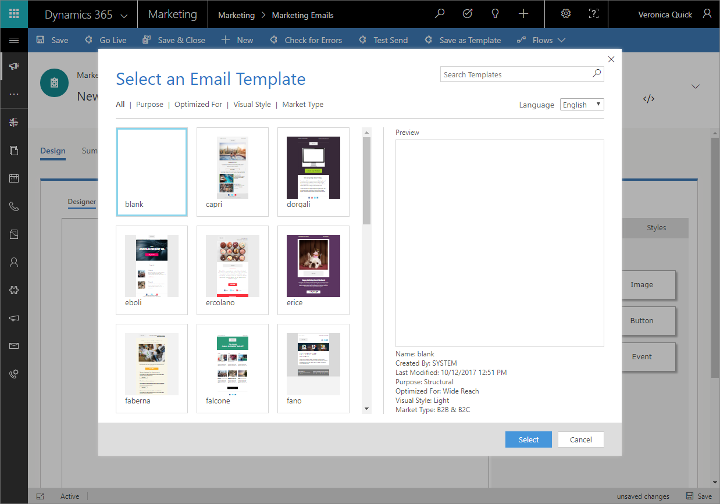 Dynamics 365
Marketing
Marketing > Marketing Emails
Veronica Quick
Save
Go Live
Save & Close
New
Check for Errors
Test Send
Save as Template
Flows
Marke
New
Design
Sum
Designer
Styles
Image
Button
Event
Select an Email Template
Search Templates
All | Purpose | Optimized For | Visual Style | Market Type
Language
English
blank
capri
dorgali
eboli
ercolano
erice
faberna
falcone
fano
Preview
Name: blank
Created By: SYSTEM
Last Modified: 10/12/2017 12:51 PM
Purpose: Structural
Optimized For: Wide Reach
Visual Style: Light
Market Type: B2B & B2C
Select
Cancel
Active
unsaved changes
Save